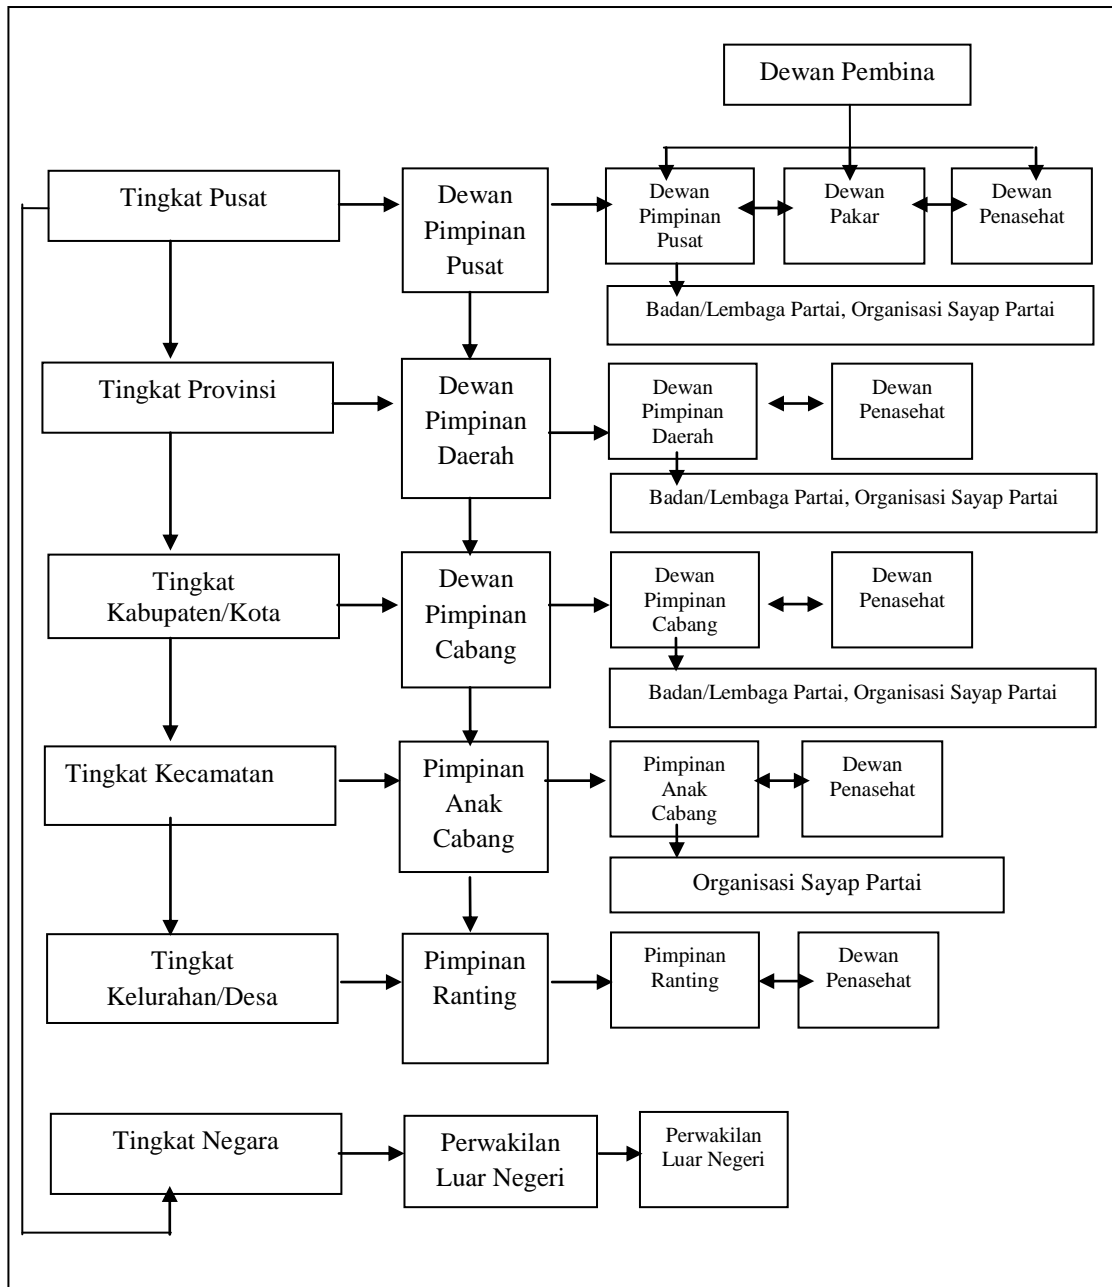 Dewan Pembina
Tingkat Pusat
Dewan
Pimpinan
Pusat
Dewan
Pimpinan
Pusat
Dewan
Pakar
Dewan
Penasehat
Badan/Lembaga Partai, Organisasi Sayap Partai
Tingkat Provinsi
Dewan
Pimpinan
Daerah
Dewan
Pimpinan
Daerah
Dewan
Penasehat
Badan/Lembaga Partai, Organisasi Sayap Partai
Tingkat
Kabupaten/Kota
Dewan
Pimpinan
Cabang
Dewan
Pimpinan
Cabang
Dewan
Penasehat
Badan/Lembaga Partai, Organisasi Sayap Partai
Tingkat Kecamatan
Pimpinan
Anak
Cabang
Pimpinan
Anak
Cabang
Dewan
Penasehat
Organisasi Sayap Partai
Tingkat
Kelurahan/Desa
Pimpinan
Ranting
Pimpinan
Ranting
Dewan
Penasehat
Tingkat Negara
Perwakilan
Luar Negeri
Perwakilan
Luar Negeri